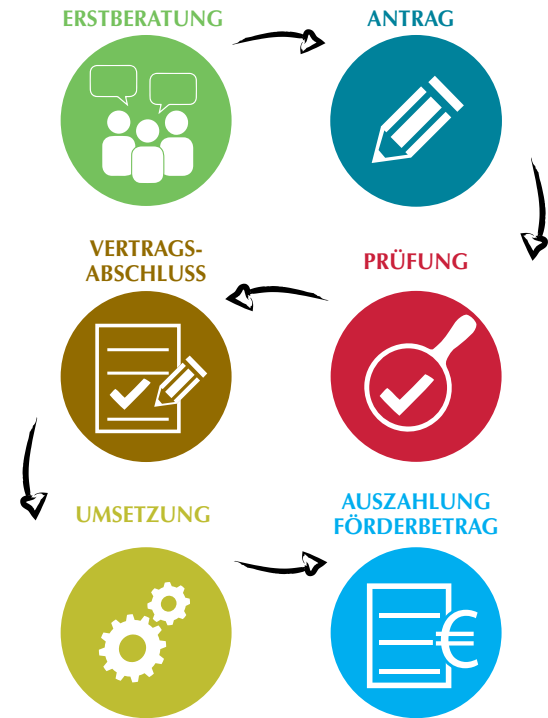 ERSTBERATUNG
ANTRAG
PRÜFUNG
VERTRAGS-
ABSCHLUSS
UMSETZUNG
AUSZAHLUNG
FÖRDERBETRAG
€